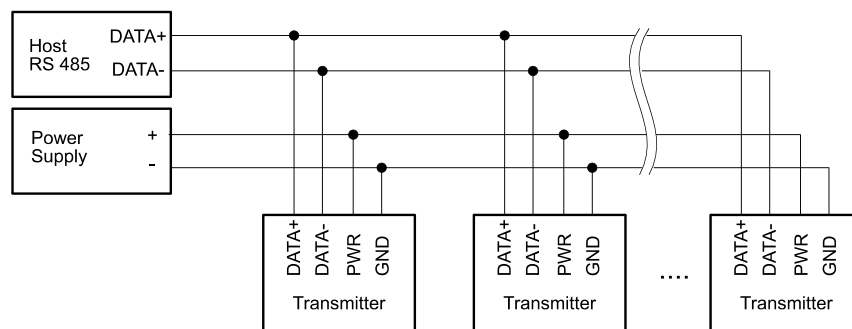 Host
RS 485
DATA+
DATA-
Power
Supply
+
-
DATA+
DATA-
PWR
GND
Transmitter
DATA+
DATA-
PWR
GND
Transmitter
....
DATA+
DATA-
PWR
GND
Transmitter